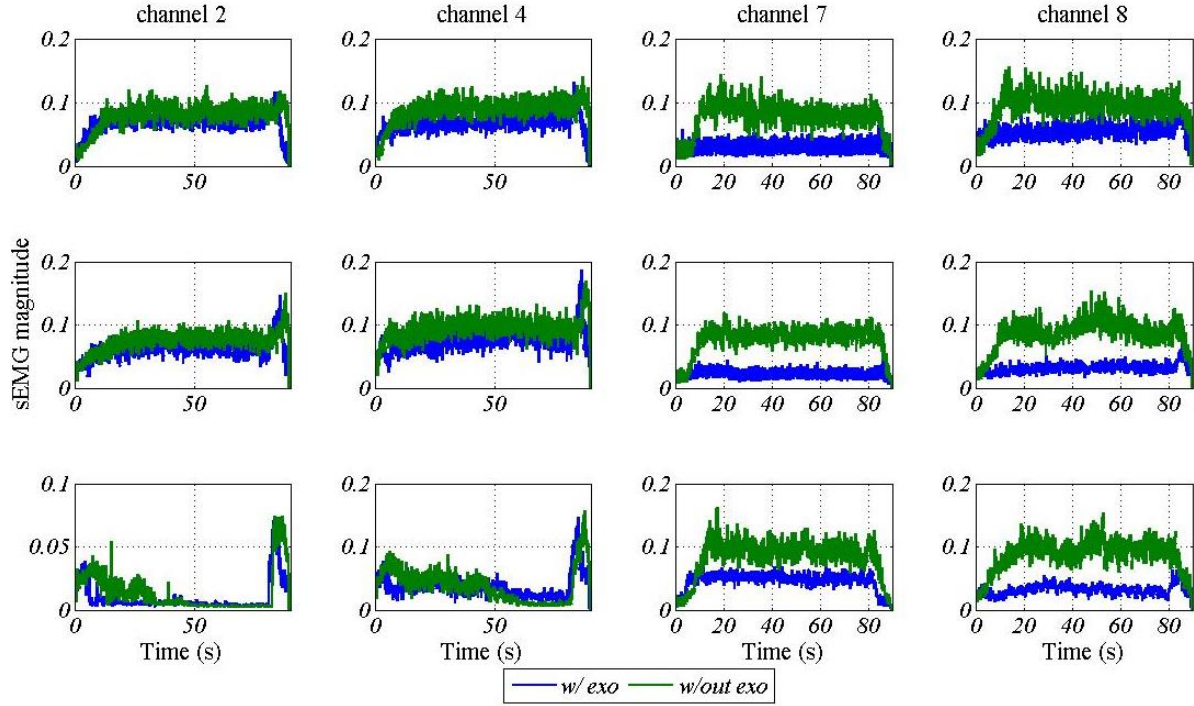 channel 2 channel 4 channel 7 channel 8
0.2 0.2 0.2 0.2
0.1 0.1 0.1 0.1
0 0 0 0
0 50 0 50 0 20 40 60 80 0 20 40 60 80
sEMG magnitude
0.2 0.2 0.2 0.2
0.1 0.1 0.1 0.1
0 0 0 0
0 50 0 50 0 20 40 60 80 0 20 40 60 80
0.1 0.2 0.2 0.2
0.05 0.1 0.1 0.1
0 0 0 0
0 50 0 50 0 20 40 60 80 0 20 40 60 80
Time (s) Time (s) Time (s) Time (s)
w/ exo w/out exo